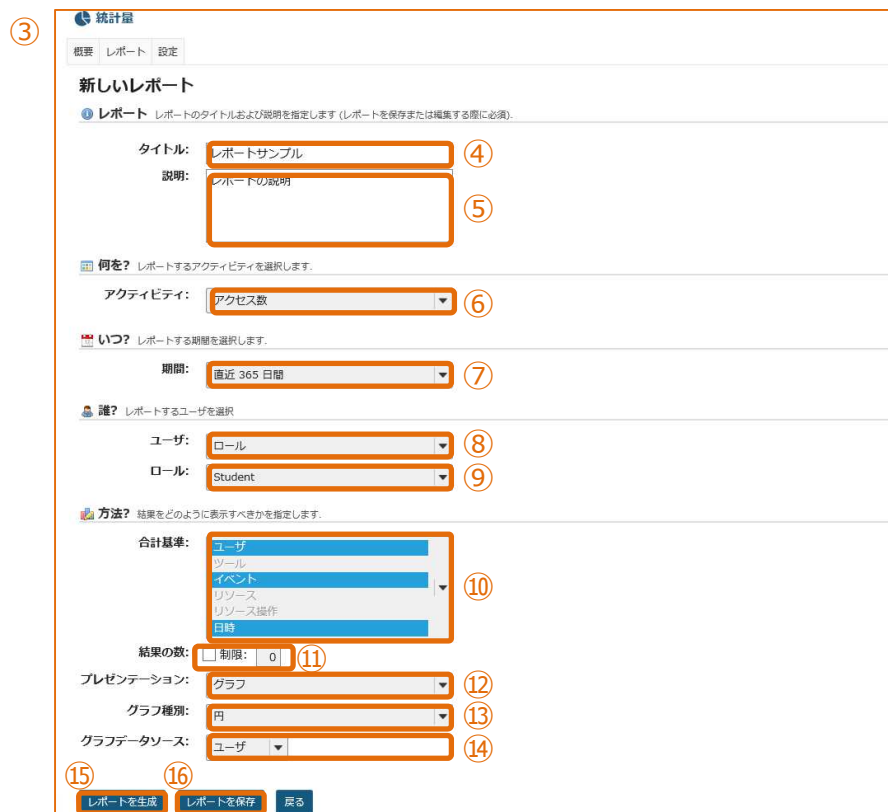 ③
統計量
概要 レポート 設定
新しいレポート
レポート レポートのタイトルおよび説明を指定します (レポートを保存または編集する際に必須).
タイトル: レポートサンプル ④
説明: レポートの説明
⑤
何を? レポートするアクティビティを選択します.
アクティビティ: アクセス数 ⑥
いつ? レポートする期間を選択します.
期間: 直近 365 日間 ⑦
誰? レポートするユーザを選択
ユーザ: ロール ⑧
ロール: Student ⑨
方法? 結果をどのように表示すべきかを指定します.
合計基準: ユーザ
ツール
イベント
リソース
リソース操作
日時
⑩
結果の数: 制限: 0 ⑪
プレゼンテーション: グラフ ⑫
グラフ種別: 円 ⑬
グラフデータソース: ユーザ ⑭
⑮ ⑯
レポートを生成 レポートを保存 戻る